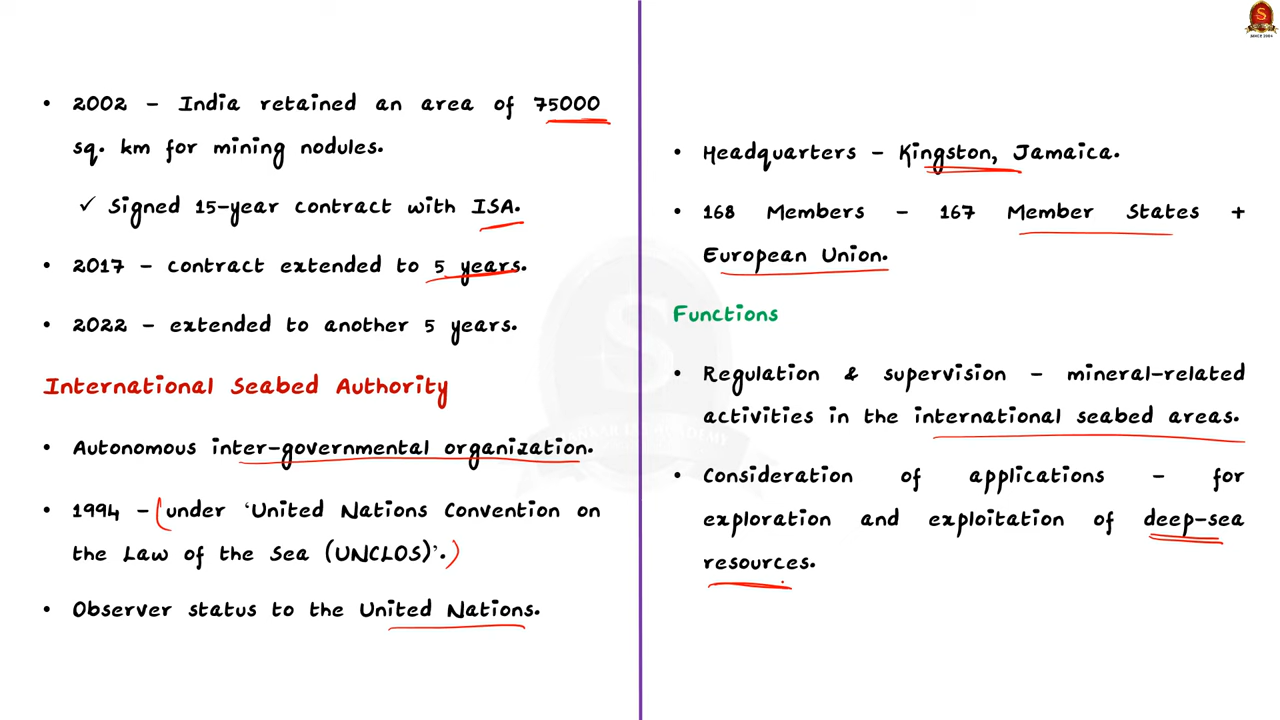 • 2002 – India retained an area of 75000
sq. km for mining nodules.
✓ Signed 15-year contract with ISA.
• 2017 – contract extended to 5 years.
• 2022 – extended to another 5 years.
International Seabed Authority
• Autonomous inter-governmental organization.
• 1994 – (under ‘United Nations Convention on
the Law of the Sea (UNCLOS)’.)
• Observer status to the United Nations.
• Headquarters – Kingston, Jamaica.
• 168 Members – 167 Member States +
European Union.
Functions
• Regulation & supervision – mineral-related
activities in the international seabed areas.
• Consideration of applications – for
exploration and exploitation of deep-sea
resources.
S
SINCE 2004